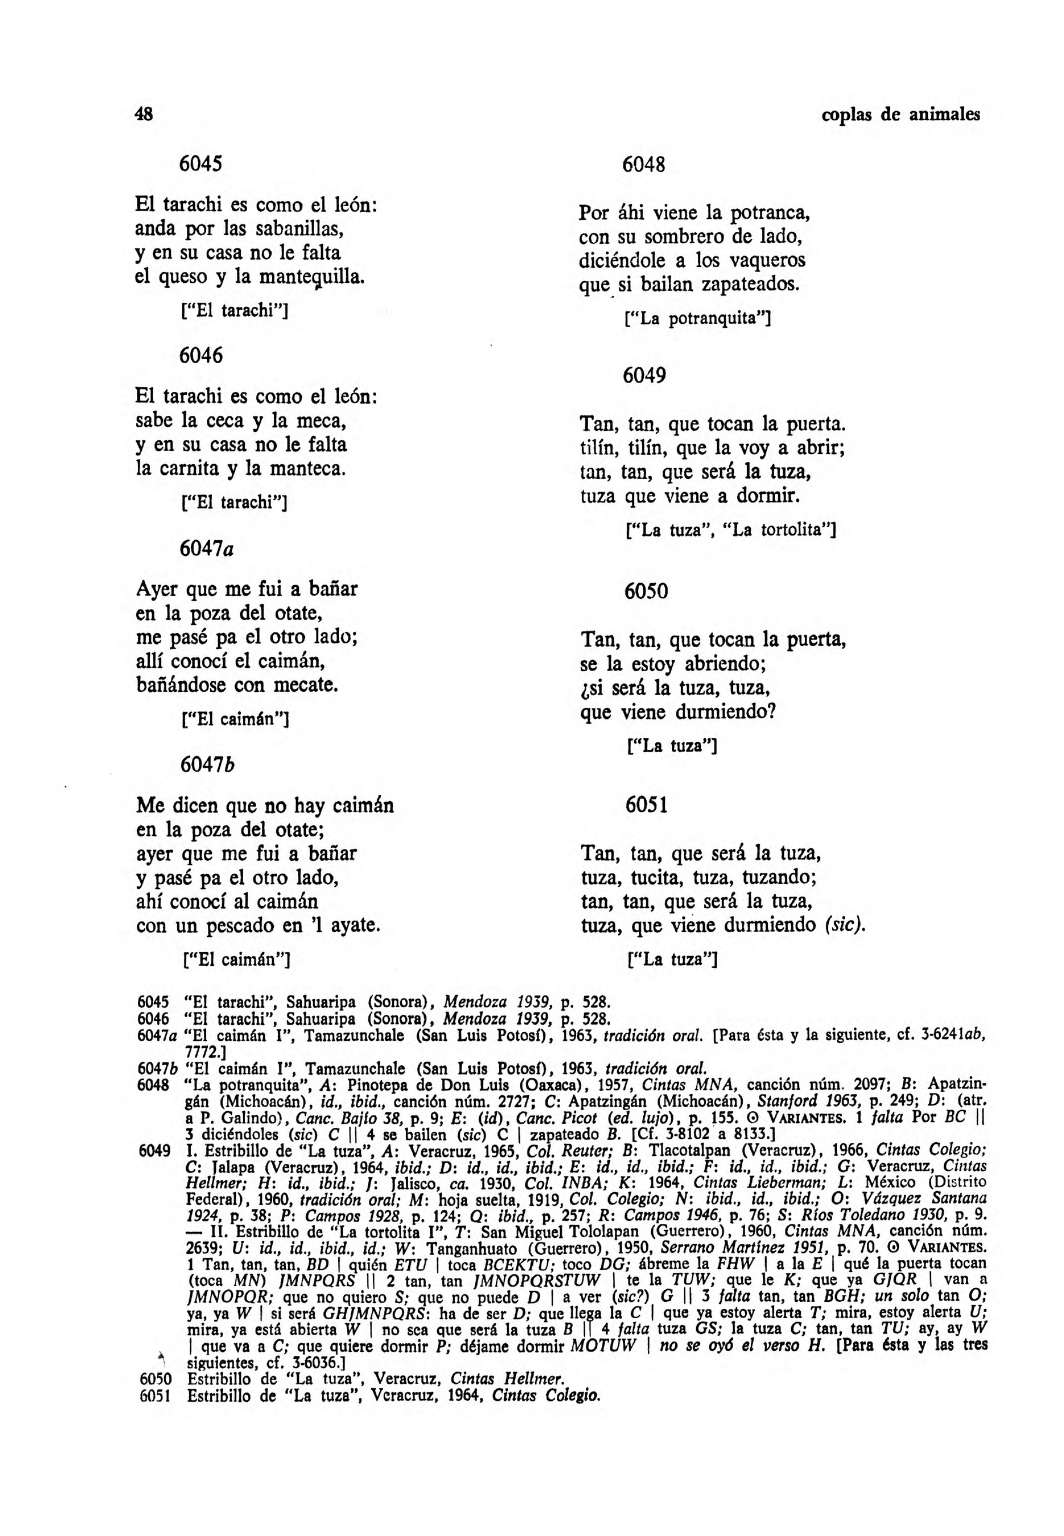 48
coplas de animales
6045
El tarachi es como el león:
anda por las sabanillas,
y en su casa no le falta
el queso y la mantequilla.
[“El tarachi”]
6046
El tarachi es como el león:
sabe la ceca y la meca,
y en su casa no le falta
la carnita y la manteca.
[“El tarachi”]
6047a
Ayer que me fui a bañar
en la poza del otate,
me pasé pa el otro lado;
allí conocí el caimán,
bañándose con mecate.
[“El caimán”]
6047b
Me dicen que no hay caimán
en la poza del otate;
ayer que me fui a bañar
y pasé pa el otro lado,
ahí conocí al caimán
con un pescado en ’l ayate.
[“El caimán”]
6048
Por áhi viene la potranca,
con su sombrero de lado,
diciéndole a los vaqueros
que si bailan zapateados.
[“La potranquita”]
6049
Tan, tan, que tocan la puerta.
tilín, tilín, que la voy a abrir;
tan, tan, que será la tuza,
tuza que viene a dormir.
[“La tuza”, “La tortolita”]
6050
Tan, tan, que tocan la puerta,
se la estoy abriendo;
¿si será la tuza, tuza,
que viene durmiendo?
[“La tuza”]
6051
Tan, tan, que será la tuza,
tuza, tucita, tuza, tuzando;
tan, tan, que será la tuza,
tuza, que viene durmiendo (sic).
[“La tuza”]
6045 “El tarachi”, Sahuaripa (Sonora), Mendoza 1939, p. 528.
6046 “El tarachi”, Sahuaripa (Sonora), Mendoza 1939, p. 528.
6047a “El caimán I”, Tamazunchale (San Luis Potosí), 1963, tradición oral. [Para ésta y la siguiente, cf. 3-6241ab,
7772.]
6047b “El caimán I”, Tamazunchale (San Luis Potosí), 1963, tradición oral.
6048 “La potranquita”, A: Pinotepa de Don Luis (Oaxaca), 1957, Cintas MNA, canción núm. 2097; B: Apatzin-
gán (Michoacán), id., ibid., canción núm. 2727; C: Apatzingán (Michoacán), Stanford 1963, p. 249; D: (atr.
a P. Galindo), Canc. Bajío 38, p. 9; E: (id), Canc. Picot (ed. lujo), p. 155. ⊙ VARIANTES. 1 falta Por BC ||
3 diciéndoles (sic) C || 4 se bailen (sic) C | zapateado B. [Cf. 3-8102 a 8133.]
6049 I. Estribillo de “La tuza”, A: Veracruz, 1965, Col. Reuter; B: Tlacotalpan (Veracruz), 1966, Cintas Colegio;
C: Jalapa (Veracruz), 1964, ibid.; D: id., id., ibid.; E: id., id., ibid.; F: id., id., ibid.; G: Veracruz, Cintas
Hellmer; H: id., ibid.; J: Jalisco, ca. 1930, Col. INBA; K: 1964, Cintas Lieberman; L: México (Distrito
Federal), 1960, tradición oral; M: hoja suelta, 1919, Col. Colegio; N: ibid., id., ibid.; O: Vázquez Santana
1924, p. 38; P: Campos 1928, p. 124; Q: ibid., p. 257; R: Campos 1946, p. 76; S: Ríos Toledano 1930, p. 9.
— II. Estribillo de “La tortolita I”, T: San Miguel Tololapan (Guerrero), 1960, Cintas MNA, canción núm.
2639; U: id., id., ibid., id.; W: Tanganhuato (Guerrero), 1950, Serrano Martínez 1951, p. 70. ⊙ VARIANTES.
1 Tan, tan, tan, BD | quién ETU | toca BCEKTU; toco DG; ábreme la FHW | a la E | qué la puerta tocan
(toca MN) JMNPQRS || 2 tan, tan JMNOPQRSTUW | te la TUW; que le K; que ya GJQR | van a
JMNOPQR; que no quiero S; que no puede D | a ver (sic?) G || 3 falta tan, tan BGH; un solo tan O;
ya, ya W | si será GHJMNPQRS: ha de ser D; que llega la C | que ya estoy alerta T; mira, estoy alerta U;
mira, ya está abierta W | no sea que será la tuza B || 4 falta tuza GS; la tuza C; tan, tan TU; ay, ay W
| que va a C; que quiere dormir P; déjame dormir MOTUW | no se oyó el verso H. [Para ésta y las tres
siguientes, cf. 3-6036.]
6050 Estribillo de “La tuza”, Veracruz, Cintas Hellmer.
6051 Estribillo de “La tuza”, Veracruz, 1964, Cintas Colegio.